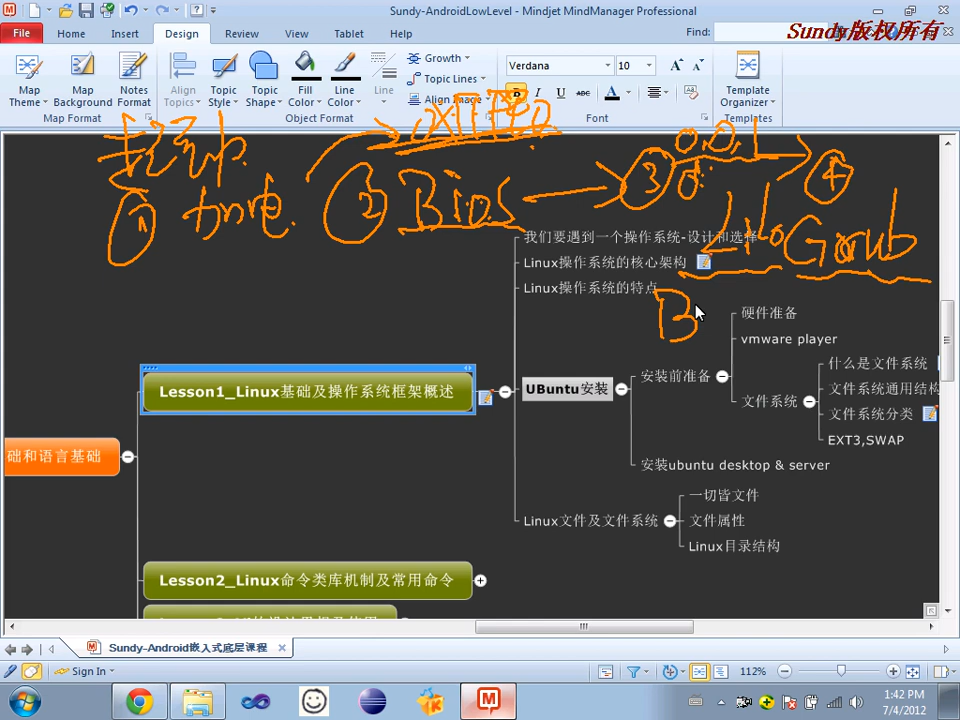 Sundy-AndroidLowLevel - Mindjet MindManager Professional
File Home Insert Design Review View Tablet Help Find:
Sundy版权所有
Map Theme Map Background Notes Format
Align Topics Topic Style Topic Shape Fill Color Line Color Line
Growth
Topic Lines
Align Image
Verdana 10
B I U ABC A
Template Organizer
Map Format Object Format Font Templates
0.0.1
① 加电 ② Bios ③ ④
Lilo Grub
B
我们要遇到一个操作系统-设计和选择
Linux操作系统的核心架构
Linux操作系统的特点
硬件准备
vmware player
什么是文件系统
安装前准备
Lesson1_Linux基础及操作系统框架概述
UBuntu安装
文件系统通用结构
文件系统
文件系统分类
EXT3,SWAP
础和语言基础
安装ubuntu desktop & server
一切皆文件
Linux文件及文件系统
文件属性
Linux目录结构
Lesson2_Linux命令类库机制及常用命令
Sundy-Android嵌入式底层课程
Sign In 112%
1:42 PM
7/4/2012